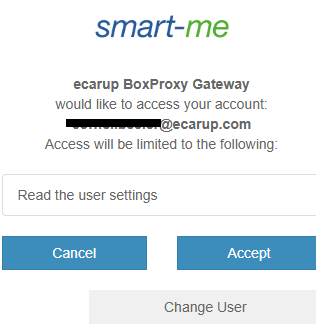 smart-me
ecarup BoxProxy Gateway
would like to access your account:
@ecarup.com
Access will be limited to the following:
Read the user settings
Cancel
Accept
Change User